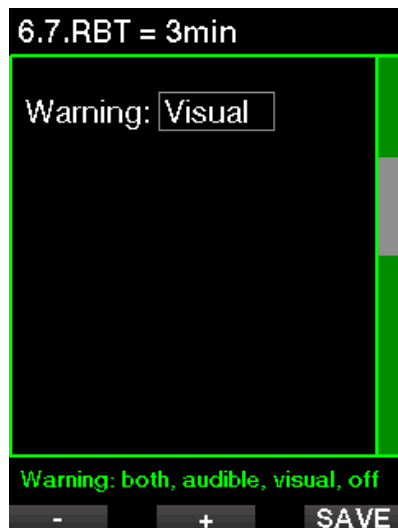 6.7.RBT = 3min
Warning: Visual
Warning: both, audible, visual, off
- + SAVE